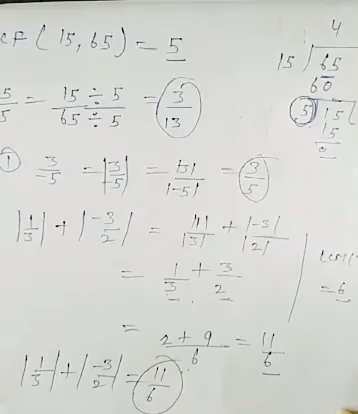 CF (15, 65) = 5
5/5 = 15 ÷ 5 / 65 ÷ 5 = 3/13
4
15 ) 65
60
5 ) 15 (
15
0
① 3/5 = |3/-5| = |3|/|-5| = 3/5
|1/3| + |-3/2| = |1|/|3| + |-3|/|2|
= 1/3 + 3/2
LCM(
= 6
= 2 + 9 / 6 = 11/6
|1/3| + |-3/2| = 11/6